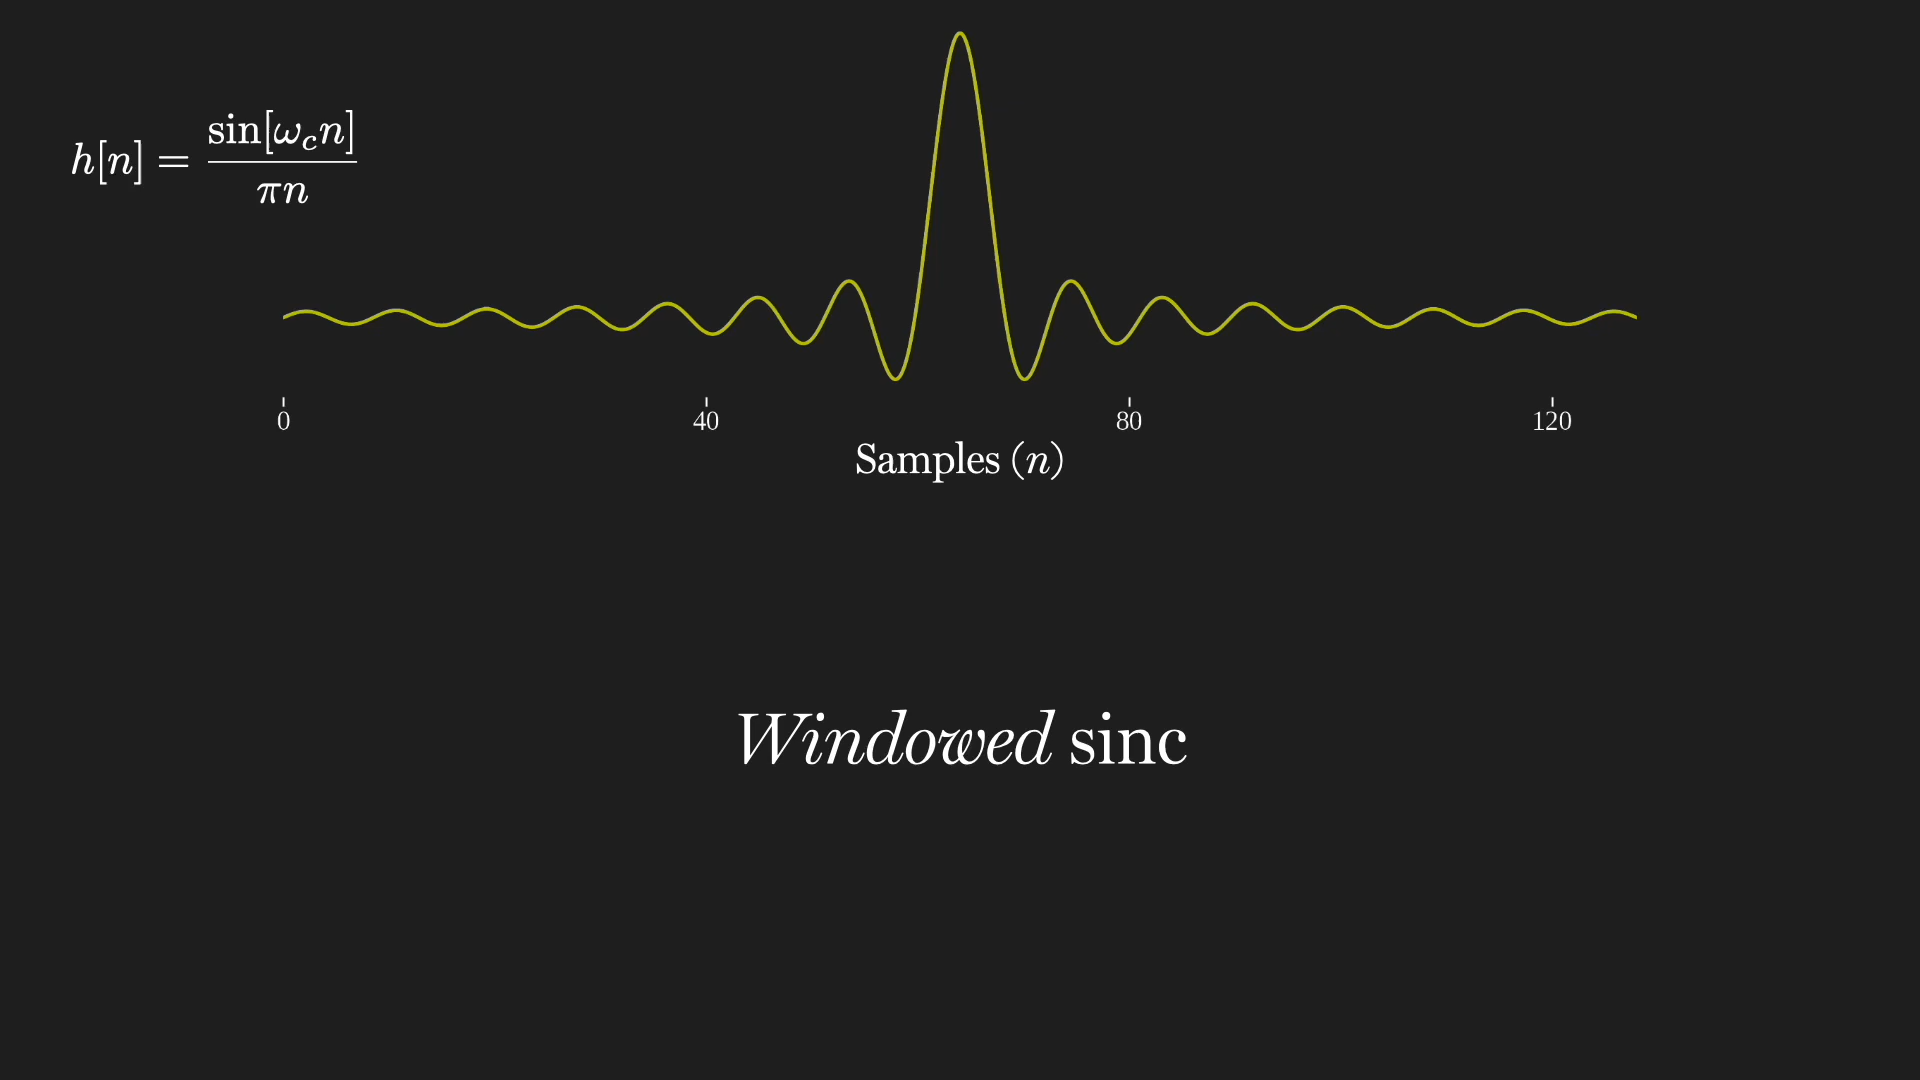 h[n] = sin[ω_c n] / πn
0 40 80 120
Samples (n)
Windowed sinc